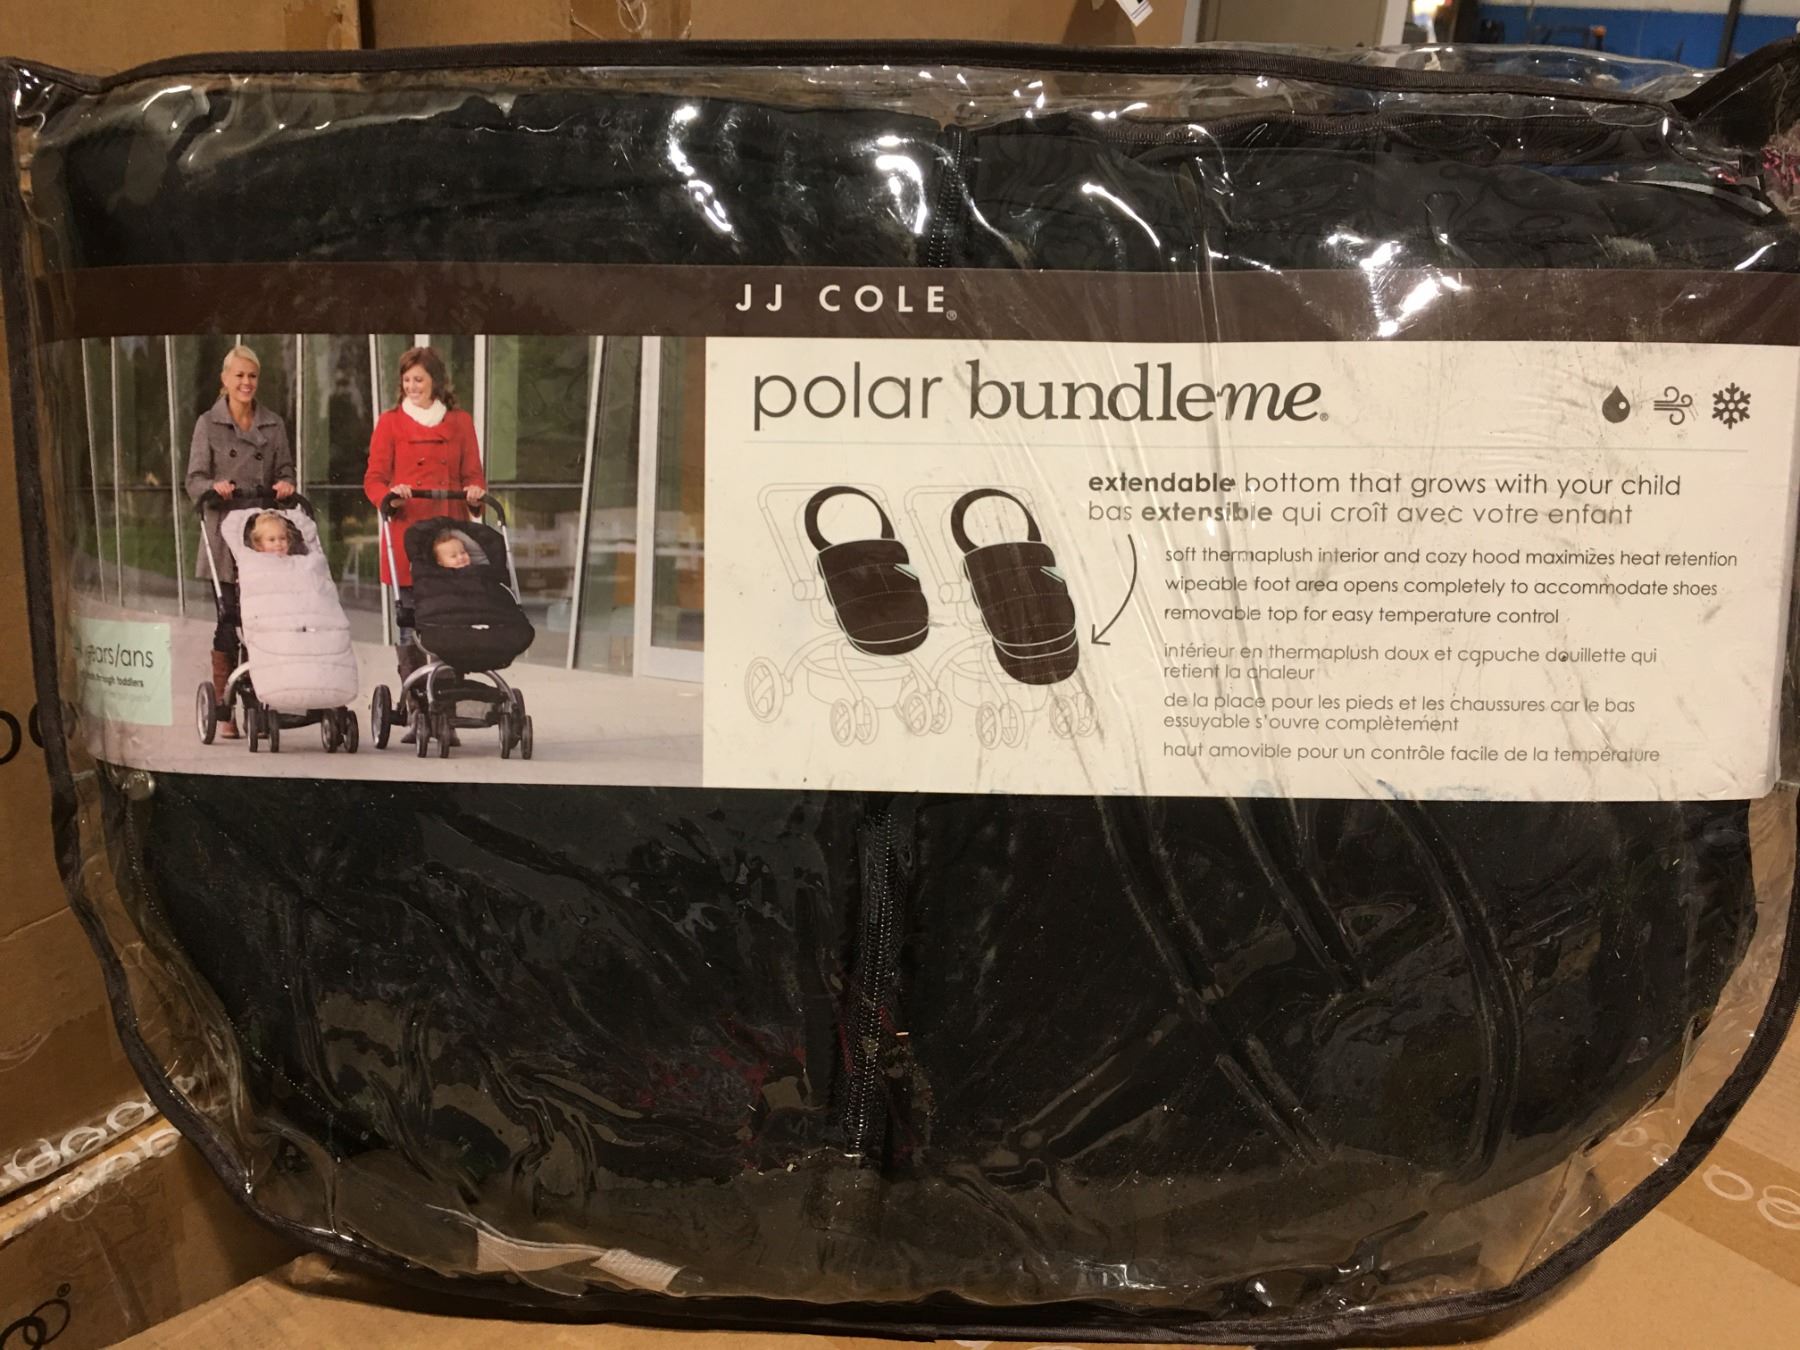 JJ COLE®
polar bundleme®
extendable bottom that grows with your child
bas extensible qui croît avec votre enfant
soft thermaplush interior and cozy hood maximizes heat retention
wipeable foot area opens completely to accommodate shoes
removable top for easy temperature control
intérieur en thermaplush doux et capuche douillette qui
retient la chaleur
de la place pour les pieds et les chaussures car le bas
essuyable s'ouvre complètement
haut amovible pour un contrôle facile de la température
years/ans
through toddlers